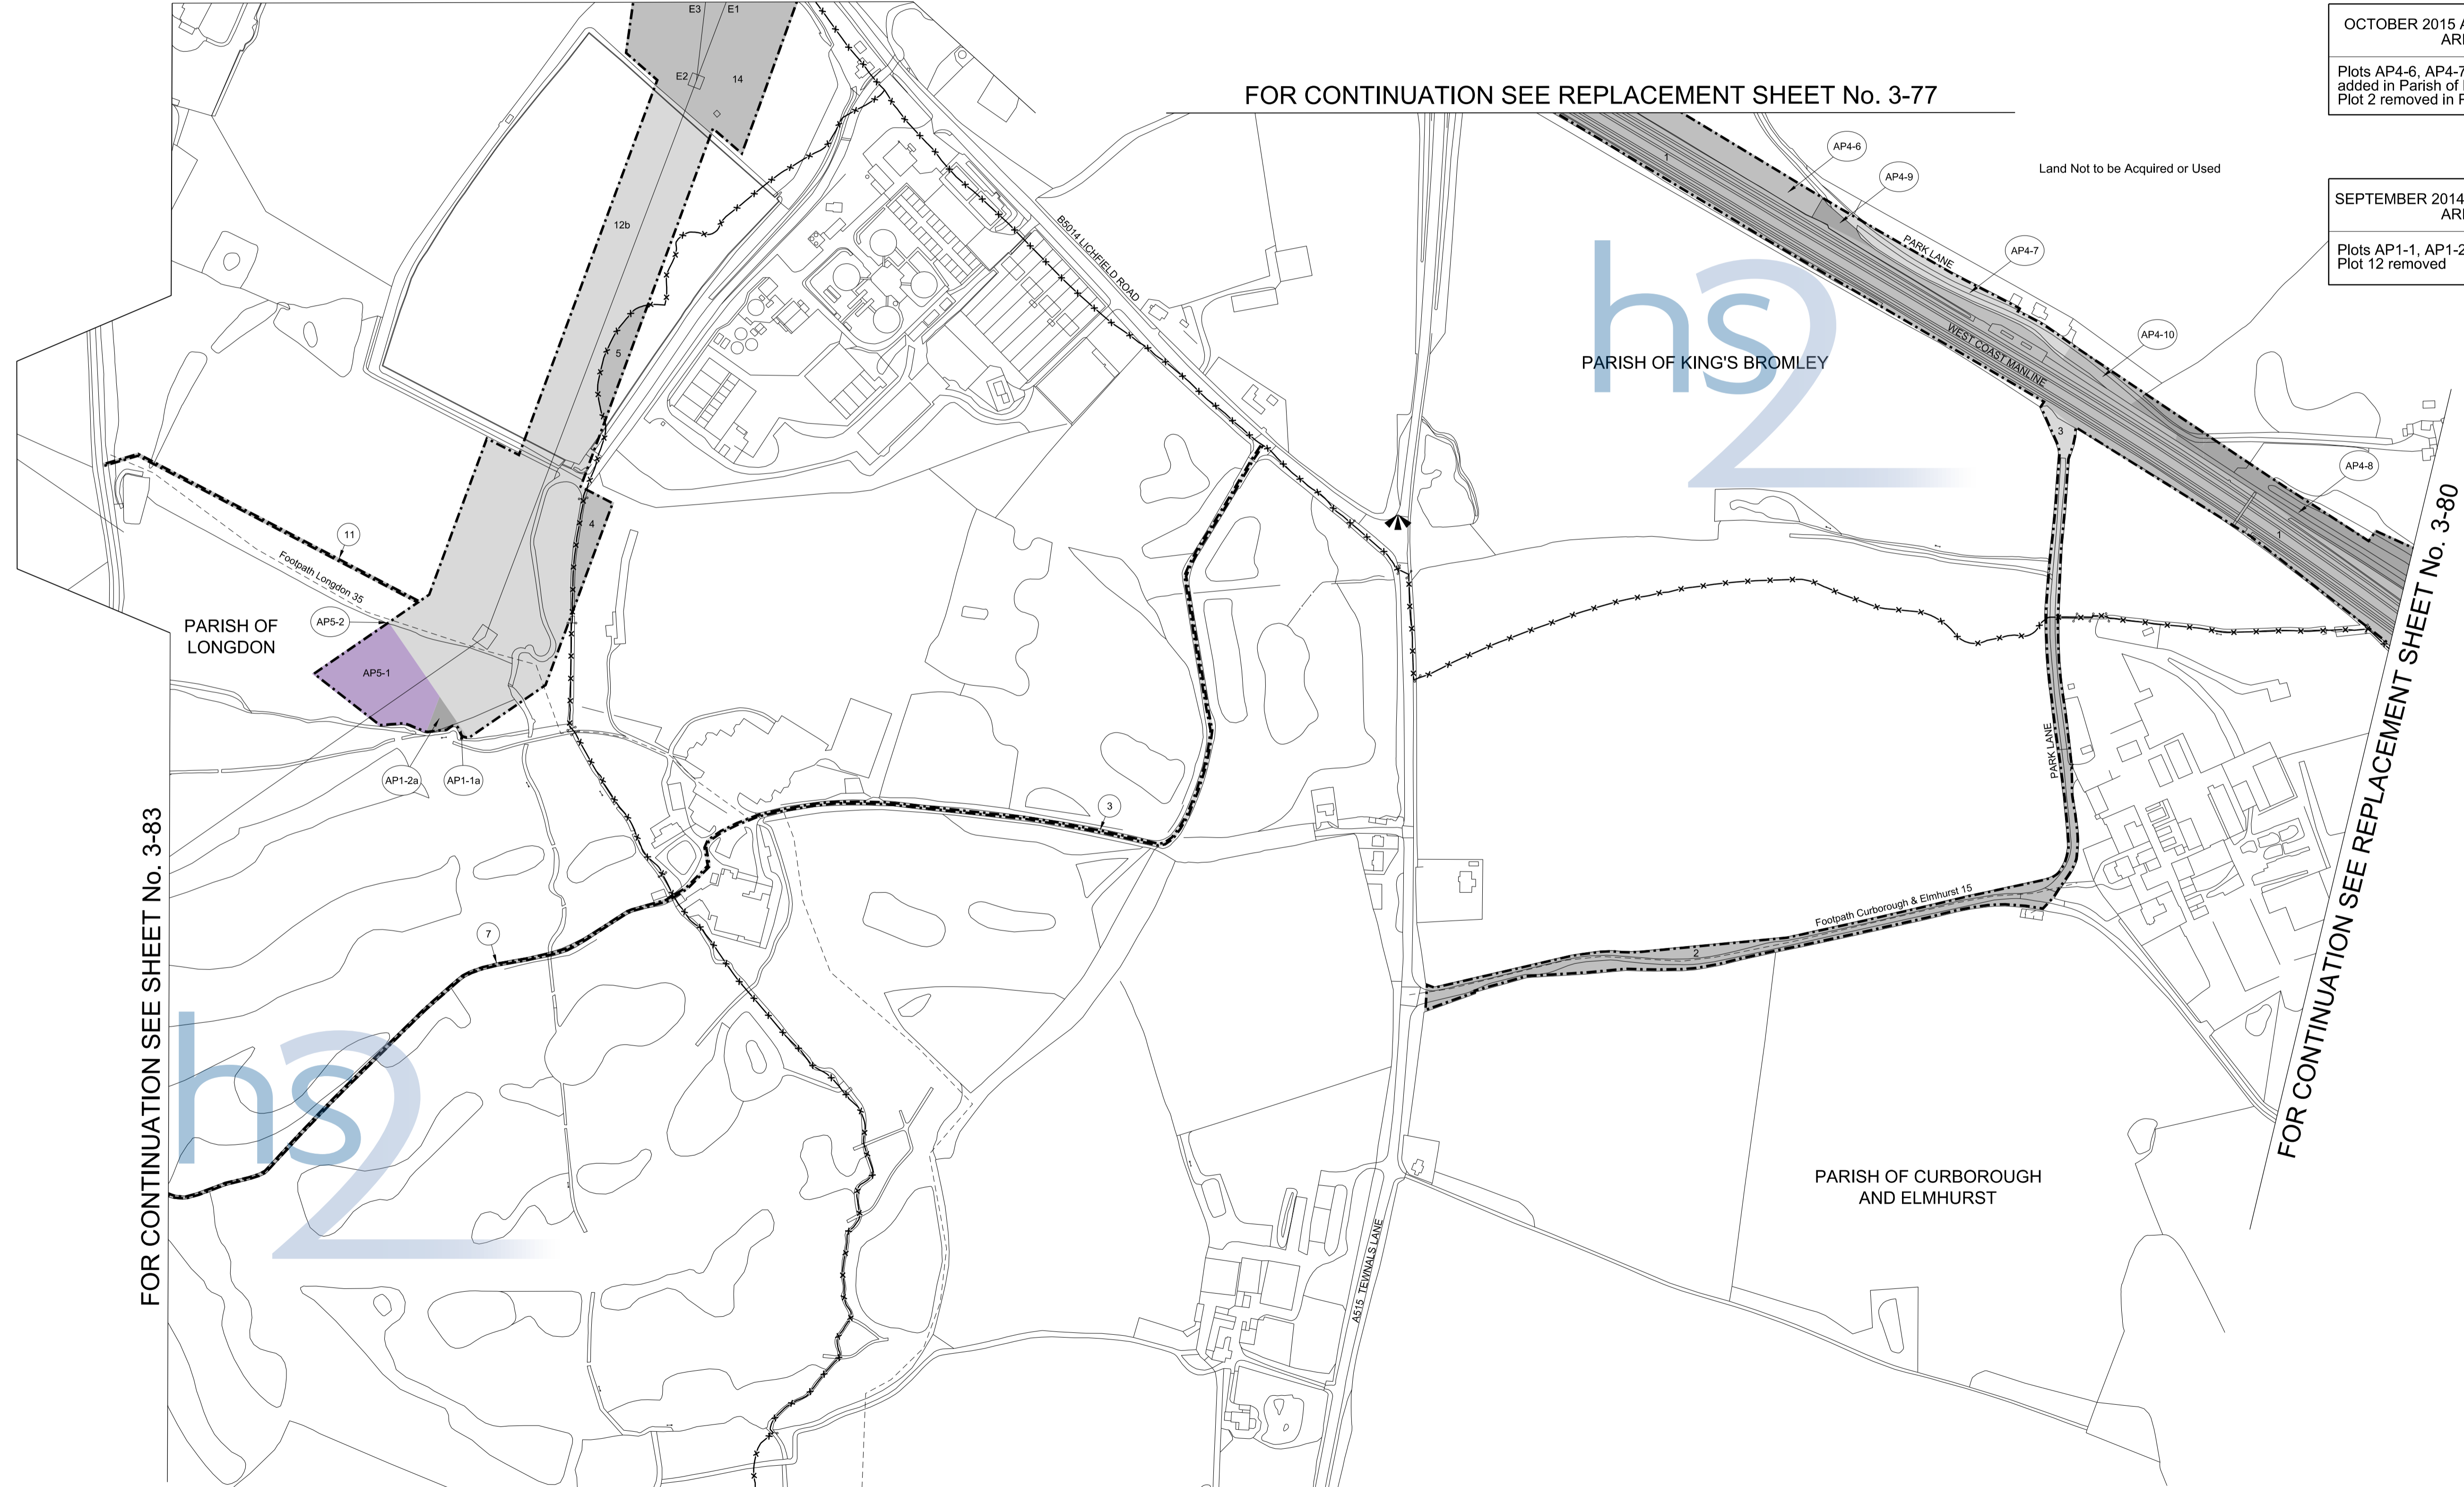 E3
E1
OCTOBER 2015
Plots AP4-6, AP4-7
added in Parish of
Plot 2 removed in
E2
14
FOR CONTINUATION SEE REPLACEMENT SHEET No. 3-77
AP4-6
1
Land Not to be Acquired or Used
AP4-9
SEPTEMBER 2014
Plots AP1-1, AP1-2
Plot 12 removed
12b
B5014 LICHFIELD ROAD
PARK LANE
AP4-7
hs2
AP4-10
WEST COAST MANLINE
5
PARISH OF KING'S BROMLEY
3
AP4-8
4
11
1
Footpath Longdon 35
FOR CONTINUATION SEE REPLACEMENT SHEET No. 3-80
PARISH OF
LONGDON
AP5-2
AP5-1
AP1-2a
AP1-1a
PARK LANE
3
FOR CONTINUATION SEE SHEET No. 3-83
Footpath Curborough & Elmhurst 15
7
2
hs2
PARISH OF CURBOROUGH
AND ELMHURST
A515 TEWNALS LANE